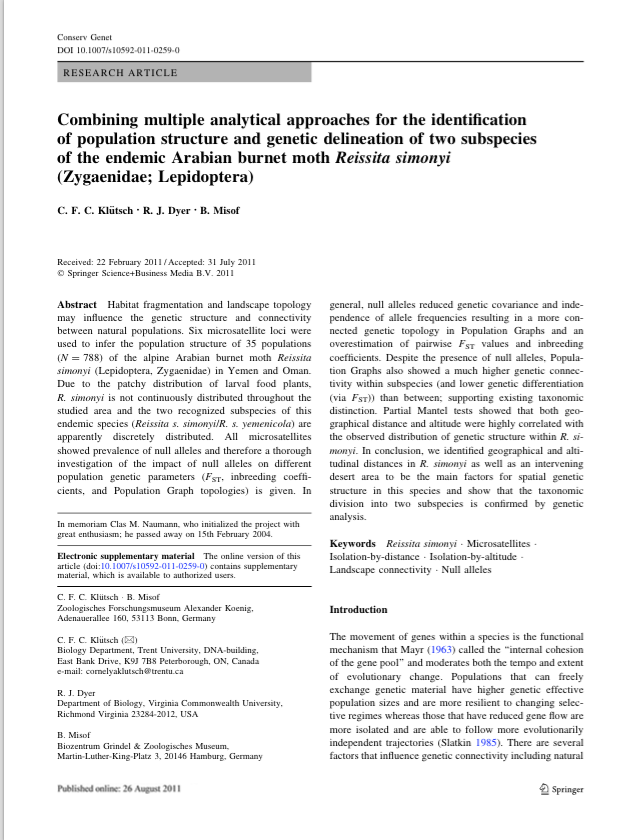 Conserv Genet
DOI 10.1007/s10592-011-0259-0
RESEARCH ARTICLE
Combining multiple analytical approaches for the identification
of population structure and genetic delineation of two subspecies
of the endemic Arabian burnet moth Reissita simonyi
(Zygaenidae; Lepidoptera)
C. F. C. Klütsch · R. J. Dyer · B. Misof
Received: 22 February 2011 / Accepted: 31 July 2011
© Springer Science+Business Media B.V. 2011
Abstract Habitat fragmentation and landscape topology
may influence the genetic structure and connectivity
between natural populations. Six microsatellite loci were
used to infer the population structure of 35 populations
(N = 788) of the alpine Arabian burnet moth Reissita
simonyi (Lepidoptera, Zygaenidae) in Yemen and Oman.
Due to the patchy distribution of larval food plants,
R. simonyi is not continuously distributed throughout the
studied area and the two recognized subspecies of this
endemic species (Reissita s. simonyi/R. s. yemenicola) are
apparently discretely distributed. All microsatellites
showed prevalence of null alleles and therefore a thorough
investigation of the impact of null alleles on different
population genetic parameters (FST, inbreeding coeffi-
cients, and Population Graph topologies) is given. In
general, null alleles reduced genetic covariance and inde-
pendence of allele frequencies resulting in a more con-
nected genetic topology in Population Graphs and an
overestimation of pairwise FST values and inbreeding
coefficients. Despite the presence of null alleles, Popula-
tion Graphs also showed a much higher genetic connec-
tivity within subspecies (and lower genetic differentiation
(via FST)) than between; supporting existing taxonomic
distinction. Partial Mantel tests showed that both geo-
graphical distance and altitude were highly correlated with
the observed distribution of genetic structure within R. si-
monyi. In conclusion, we identified geographical and alti-
tudinal distances in R. simonyi as well as an intervening
desert area to be the main factors for spatial genetic
structure in this species and show that the taxonomic
division into two subspecies is confirmed by genetic
analysis.
Keywords Reissita simonyi · Microsatellites ·
Isolation-by-distance · Isolation-by-altitude ·
Landscape connectivity · Null alleles
In memoriam Clas M. Naumann, who initialized the project with
great enthusiasm; he passed away on 15th February 2004.
Electronic supplementary material The online version of this
article (doi:10.1007/s10592-011-0259-0) contains supplementary
material, which is available to authorized users.
C. F. C. Klütsch · B. Misof
Zoologisches Forschungsmuseum Alexander Koenig,
Adenauerallee 160, 53113 Bonn, Germany
C. F. C. Klütsch (✉)
Biology Department, Trent University, DNA-building,
East Bank Drive, K9J 7B8 Peterborough, ON, Canada
e-mail: cornelyaklutsch@trentu.ca
R. J. Dyer
Department of Biology, Virginia Commonwealth University,
Richmond Virginia 23284-2012, USA
B. Misof
Biozentrum Grindel & Zoologisches Museum,
Martin-Luther-King-Platz 3, 20146 Hamburg, Germany
Introduction
The movement of genes within a species is the functional
mechanism that Mayr (1963) called the “internal cohesion
of the gene pool” and moderates both the tempo and extent
of evolutionary change. Populations that can freely
exchange genetic material have higher genetic effective
population sizes and are more resilient to changing selec-
tive regimes whereas those that have reduced gene flow are
more isolated and are able to follow more evolutionarily
independent trajectories (Slatkin 1985). There are several
factors that influence genetic connectivity including natural
Published online: 26 August 2011
Springer